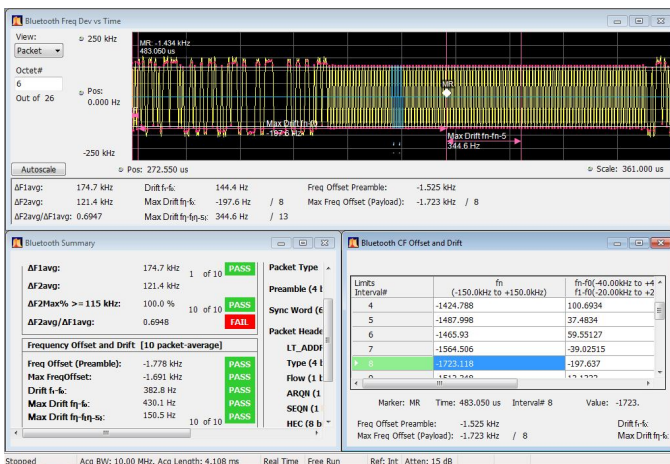 Bluetooth Freq Dev vs Time
View:
Packet
Octet#
6
Out of 26
250 kHz
Pos:
0.000 Hz
-250 kHz
MR: -1.434 kHz
483.050 us
MR
Max Drift fn-f0
-197.6 Hz
Max Drift fn-fn-5
344.6 Hz
Autoscale
Pos: 272.550 us
Scale: 361.000 us
ΔF1avg: 174.7 kHz Drift f₁-f₀: 144.4 Hz Freq Offset Preamble: -1.525 kHz
ΔF2avg: 121.4 kHz Max Drift fη-f₀: -197.6 Hz / 8 Max Freq Offset (Payload): -1.723 kHz / 8
ΔF2avg/ΔF1avg: 0.6947 Max Drift fη-fη-₅: 344.6 Hz / 13
Bluetooth Summary
ΔF1avg: 174.7 kHz 1 of 10 PASS
ΔF2avg: 121.4 kHz
ΔF2Max% >= 115 kHz: 100.0 % 10 of 10 PASS
ΔF2avg/ΔF1avg: 0.6948 FAIL
Frequency Offset and Drift [10 packet-average]
Freq Offset (Preamble): -1.778 kHz PASS
Max FreqOffset: -1.691 kHz PASS
Drift f₁-f₀: 382.8 Hz PASS
Max Drift fη-f₀: 430.1 Hz PASS
Max Drift fη-fη-₅: 150.5 Hz 10 of 10 PASS
Packet Type
Preamble (4 b
Sync Word (6
Packet Heade
LT_ADDR
Type (4 b
Flow (1 b
ARQN (1
SEQN (1
HEC (8 b
Bluetooth CF Offset and Drift
Limits fn fn-f0(-40.00kHz to +4
Interval# (-150.0kHz to +150.0kHz) f1-f0(-20.00kHz to +2
4 -1424.788 100.6934
5 -1487.998 37.4834
6 -1465.93 59.55127
7 -1564.506 -39.02515
8 -1723.118 -197.637
Marker: MR Time: 483.050 us Interval# 8 Value: -1723.
Freq Offset Preamble: -1.525 kHz Drift f₁-f₀:
Max Freq Offset (Payload): -1.723 kHz / 8 Max Drift fη-f₀:
Stopped Acq BW: 10.00 MHz, Acq Length: 4.108 ms Real Time Free Run Ref: Int Atten: 15 dB